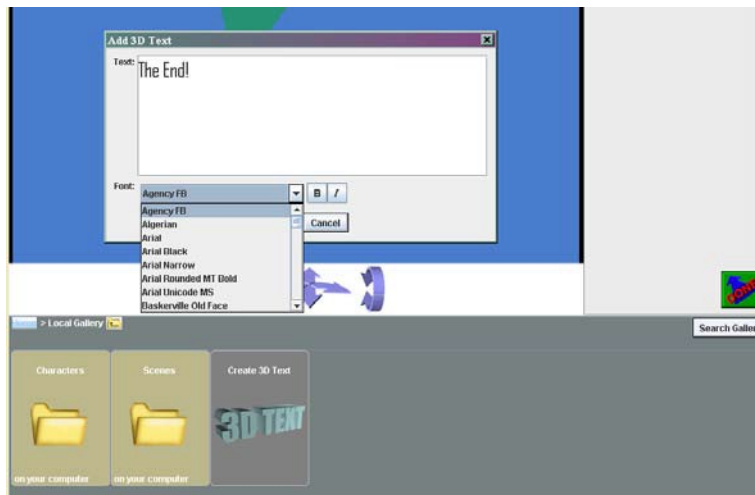 Add 3D Text
Text:
The End!
Font:
Agency FB
B I
Agency FB
Algerian
Arial
Arial Black
Arial Narrow
Arial Rounded MT Bold
Arial Unicode MS
Baskerville Old Face
Cancel
> Local Gallery
Search Galler
Characters
Scenes
Create 3D Text
3D TEXT
on your computer
on your computer